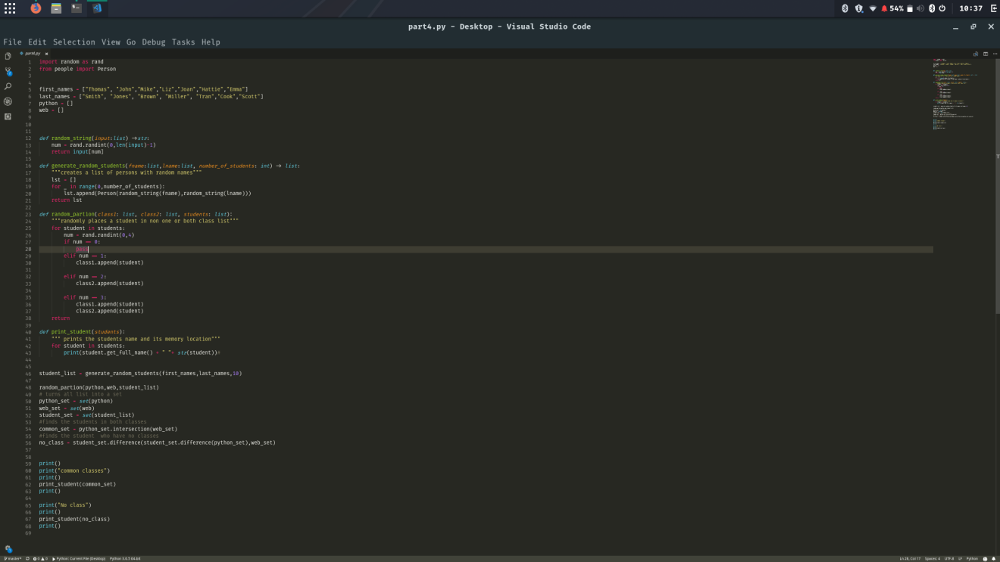 54% 10:37
part4.py - Desktop - Visual Studio Code
File Edit Selection View Go Debug Tasks Help
part4.py
1 import random as rand
2 from people import Person
3
4
5 first_names = ["Thomas", "John","Mike","Liz","Joan","Hattie","Emma"]
6 last_names = ["Smith", "Jones", "Brown", "Miller", "Tran","Cook","Scott"]
7 python = []
8 web = []
9
10
11
12 def random_string(input:list) →str:
13 num = rand.randint(0,len(input)-1)
14 return input[num]
15
16 def generate_random_students(fname:list,lname:list, number_of_students: int) → list:
17 """creates a list of persons with random names"""
18 lst = []
19 for _ in range(0,number_of_students):
20 lst.append(Person(random_string(fname),random_string(lname)))
21 return lst
22
23 def random_partion(class1: list, class2: list, students: list):
24 """randomly places a student in non one or both class list"""
25 for student in students:
26 num = rand.randint(0,4)
27 if num == 0:
28 pass
29 elif num == 1:
30 class1.append(student)
31
32 elif num == 2:
33 class2.append(student)
34
35 elif num == 3:
36 class1.append(student)
37 class2.append(student)
38 return
39
40 def print_student(students):
41 """ prints the students name and its memory location"""
42 for student in students:
43 print(student.get_full_name() + " "+ str(student))#
44
45
46 student_list = generate_random_students(first_names,last_names,10)
47
48 random_partion(python,web,student_list)
49 # turns all list into a set
50 python_set = set(python)
51 web_set = set(web)
52 student_set = set(student_list)
53 #finds the students in both classes
54 common_set = python_set.intersection(web_set)
55 #finds the student  who have no classes
56 no_class = student_set.difference(student_set.difference(python_set),web_set)
57
58
59 print()
60 print("common classes")
61 print()
62 print_student(common_set)
63 print()
64
65 print("No class")
66 print()
67 print_student(no_class)
68 print()
69
master* 0 0 Python: Current File (Desktop) Python 3.6.5 64-bit Ln 28, Col 17 Spaces: 4 UTF-8 LF Python